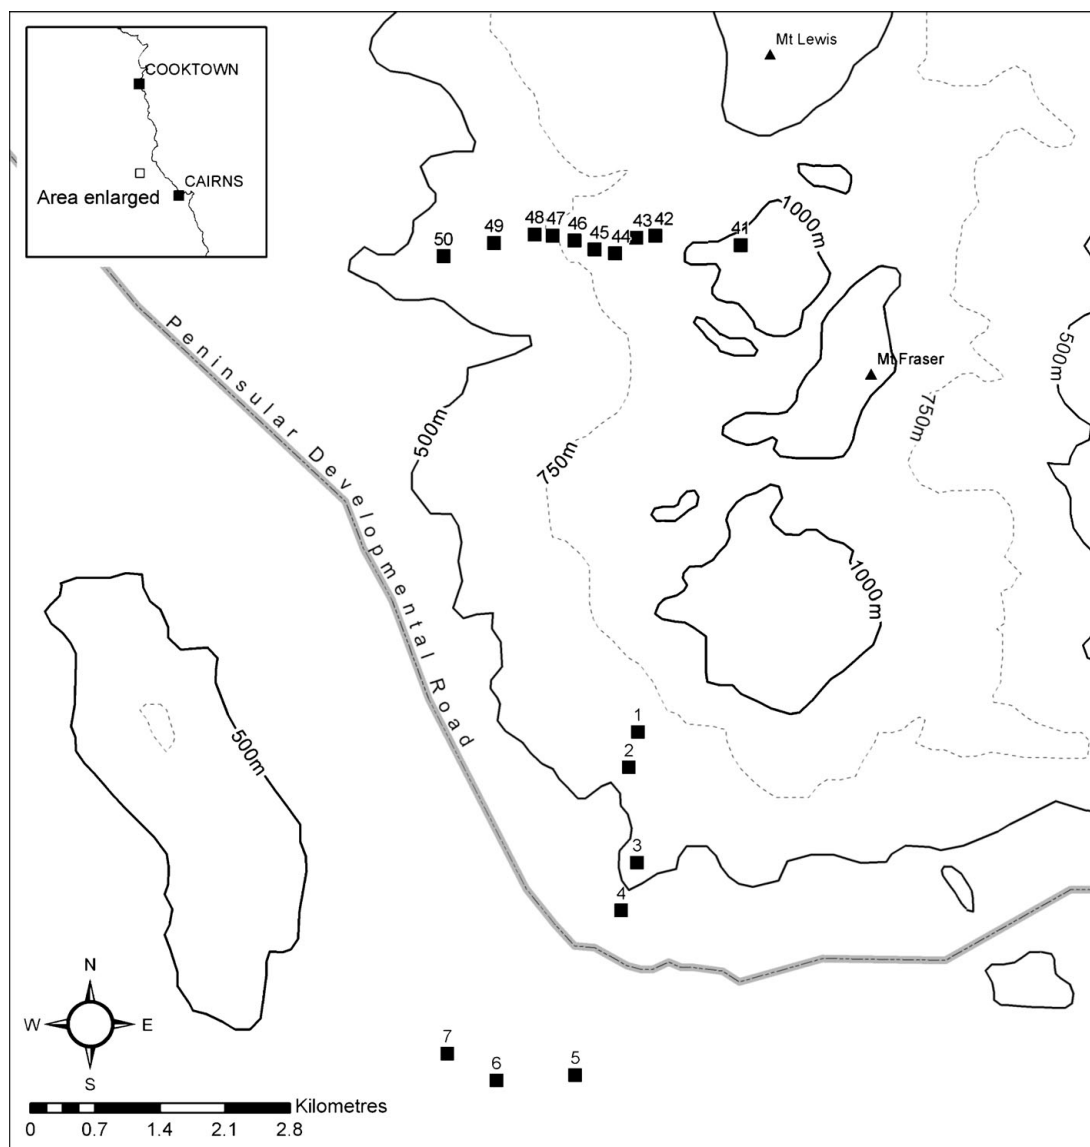 Mt Lewis
COOKTOWN
CAIRNS
Area enlarged
1000m
50
49
48
47
46
45
44
43
42
41
Peninsular Developmental Road
500m
Mt Fraser
750m
500m
750m
1000m
500m
1
2
3
4
N
W
E
S
7
6
5
Kilometres
0
0.7
1.4
2.1
2.8